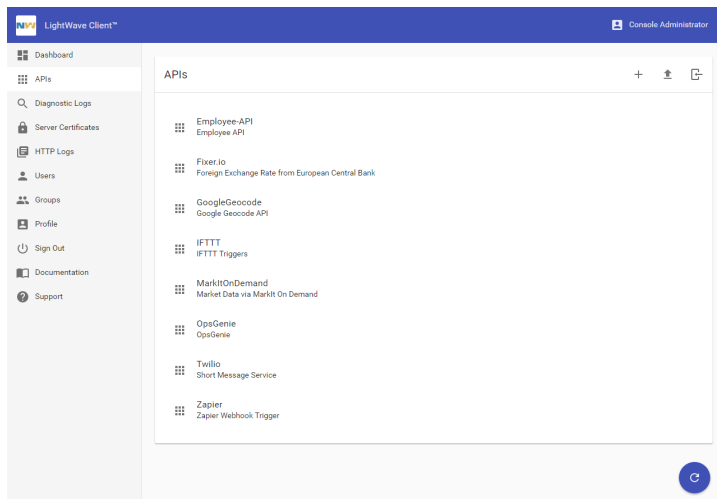 NW LightWave Client™
Console Administrator
Dashboard
APIs
Diagnostic Logs
Server Certificates
HTTP Logs
Users
Groups
Profile
Sign Out
Documentation
Support
APIs
Employee-API
Employee API
Fixer.io
Foreign Exchange Rate from European Central Bank
GoogleGeocode
Google Geocode API
IFTTT
IFTTT Triggers
MarkItOnDemand
Market Data via MarkIt On Demand
OpsGenie
OpsGenie
Twilio
Short Message Service
Zapier
Zapier Webhook Trigger